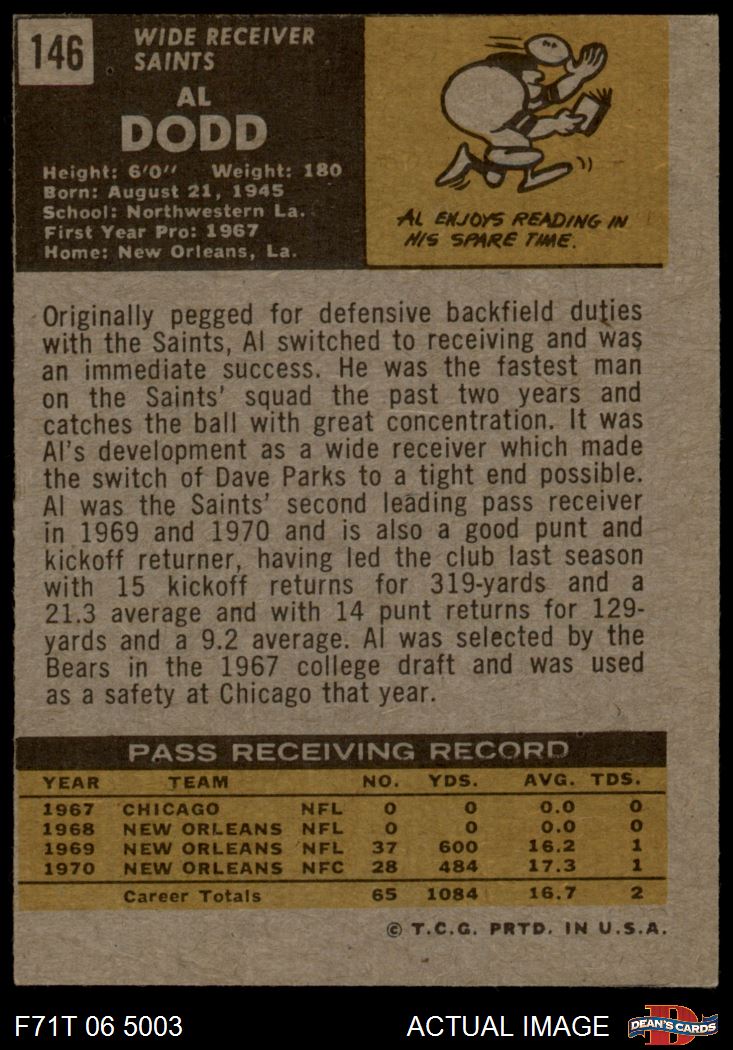 146
WIDE RECEIVER
SAINTS
AL
DODD
Height: 6'0" Weight: 180
Born: August 21, 1945
School: Northwestern La.
First Year Pro: 1967
Home: New Orleans, La.
AL ENJOYS READING IN
HIS SPARE TIME.
Originally pegged for defensive backfield duties
with the Saints, Al switched to receiving and was
an immediate success. He was the fastest man
on the Saints' squad the past two years and
catches the ball with great concentration. It was
Al's development as a wide receiver which made
the switch of Dave Parks to a tight end possible.
Al was the Saints' second leading pass receiver
in 1969 and 1970 and is also a good punt and
kickoff returner, having led the club last season
with 15 kickoff returns for 319-yards and a
21.3 average and with 14 punt returns for 129-
yards and a 9.2 average. Al was selected by the
Bears in the 1967 college draft and was used
as a safety at Chicago that year.
PASS RECEIVING RECORD
YEAR TEAM NO. YDS. AVG. TDS.
1967 CHICAGO NFL 0 0 0.0 0
1968 NEW ORLEANS NFL 0 0 0.0 0
1969 NEW ORLEANS NFL 37 600 16.2 1
1970 NEW ORLEANS NFC 28 484 17.3 1
Career Totals 65 1084 16.7 2
© T.C.G. PRTD. IN U.S.A.
F71T 06 5003 ACTUAL IMAGE DEAN'S CARDS